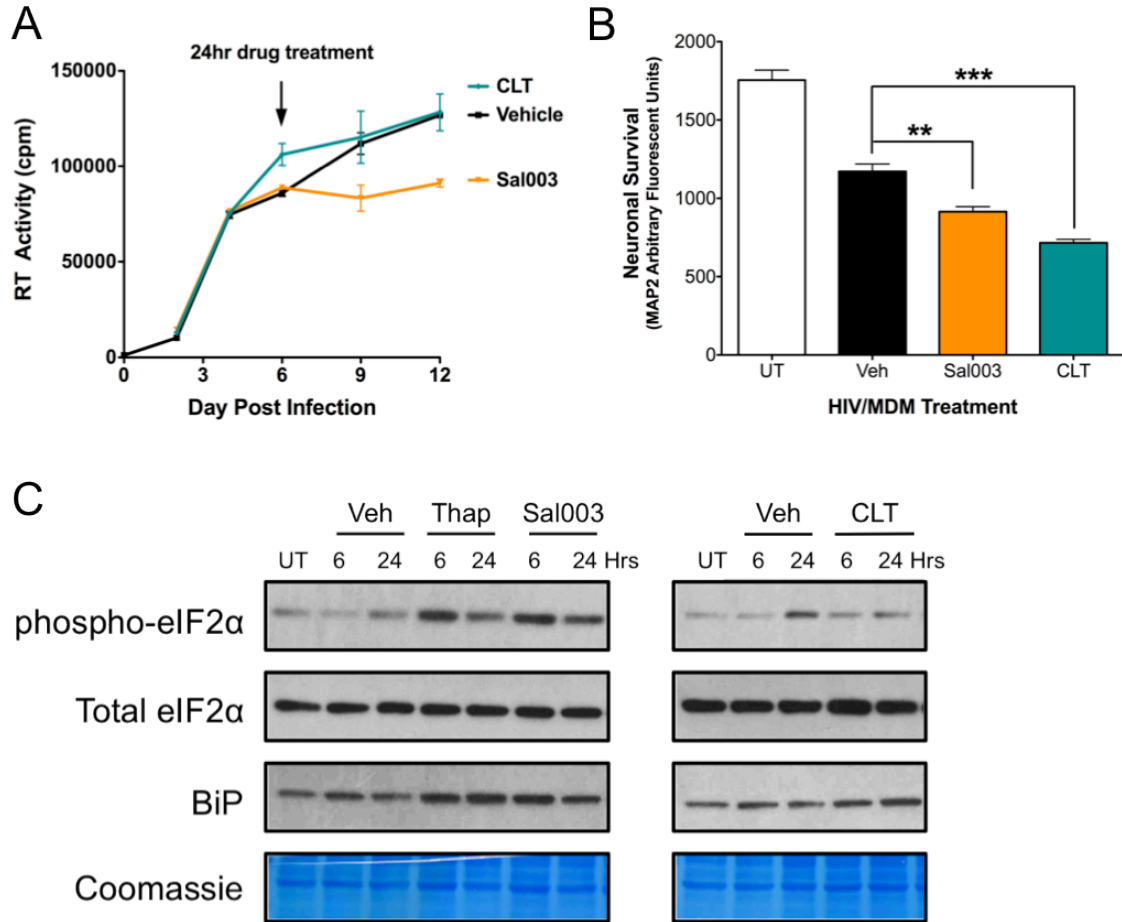 A
24hr drug treatment
RT Activity (cpm)
150000
100000
50000
0
0 3 6 9 12
Day Post Infection
CLT
Vehicle
Sal003
B
Neuronal Survival
(MAP2 Arbitrary Fluorescent Units)
2000
1500
1000
500
0
***
**
UT Veh Sal003 CLT
HIV/MDM Treatment
C
Veh Thap Sal003 Veh CLT
UT 6 24 6 24 6 24 Hrs UT 6 24 6 24 Hrs
phospho-eIF2α
Total eIF2α
BiP
Coomassie